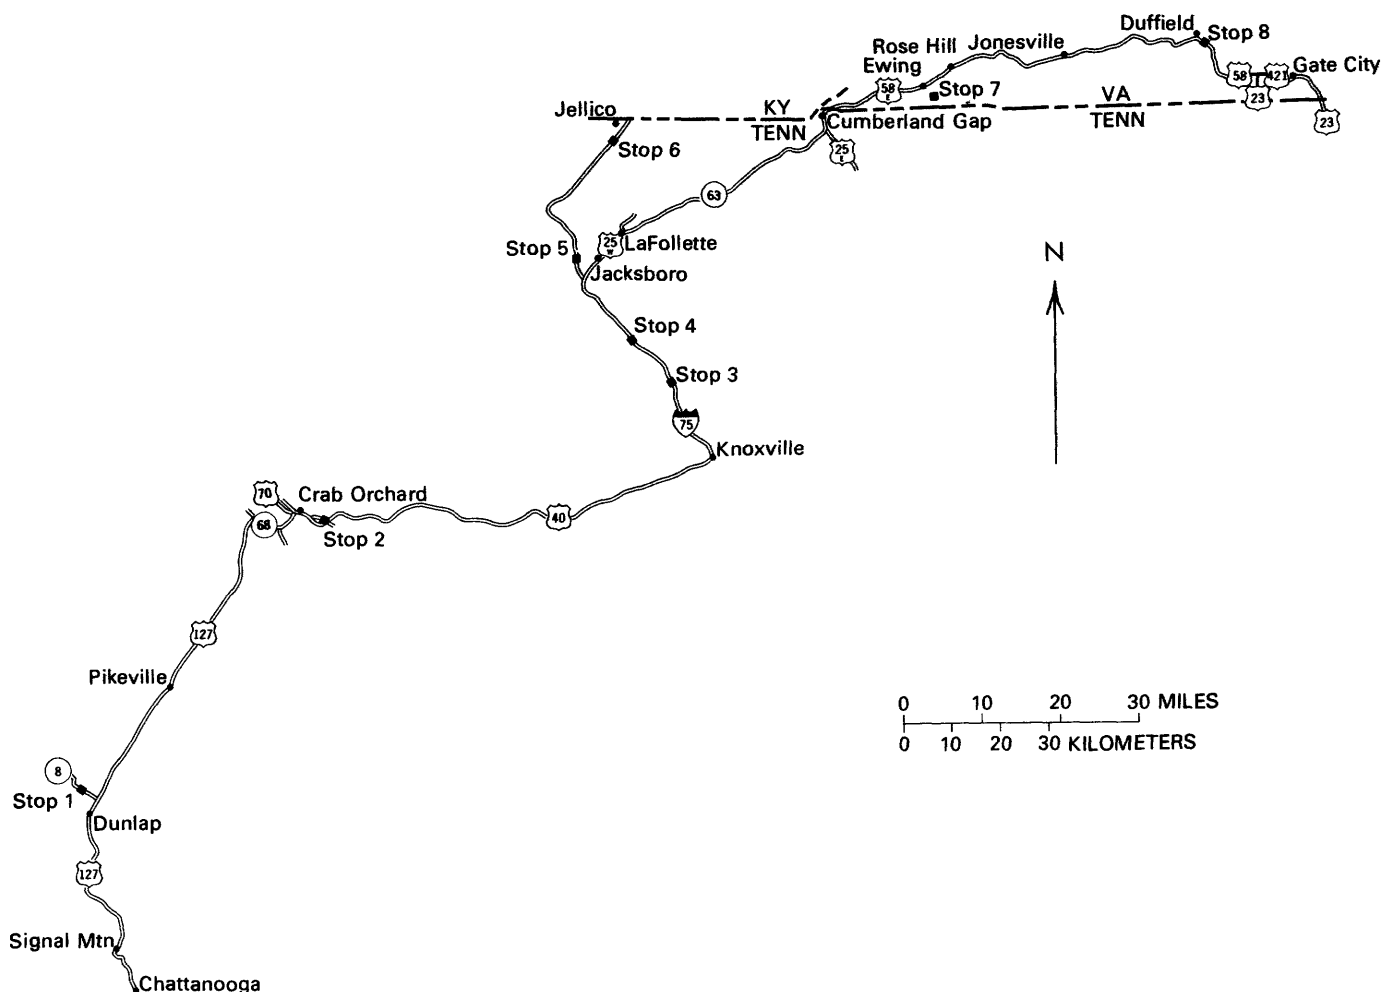 Duffield
Stop 8
Rose Hill
Jonesville
Ewing
58
E
Stop 7
58
421
Gate City
23
23
Jellico
KY
VA
TENN
TENN
Cumberland Gap
25
E
Stop 6
63
Stop 5
25
W
LaFollette
Jacksboro
N
Stop 4
Stop 3
75
Knoxville
70
Crab Orchard
68
40
Stop 2
127
Pikeville
0 10 20 30 MILES
0 10 20 30 KILOMETERS
8
Stop 1
Dunlap
127
Signal Mtn
Chattanooga